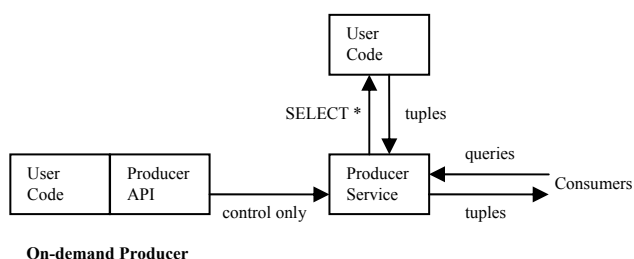 User
Code
SELECT *
tuples
User
Code
Producer
API
control only
Producer
Service
queries
tuples
Consumers
On-demand Producer